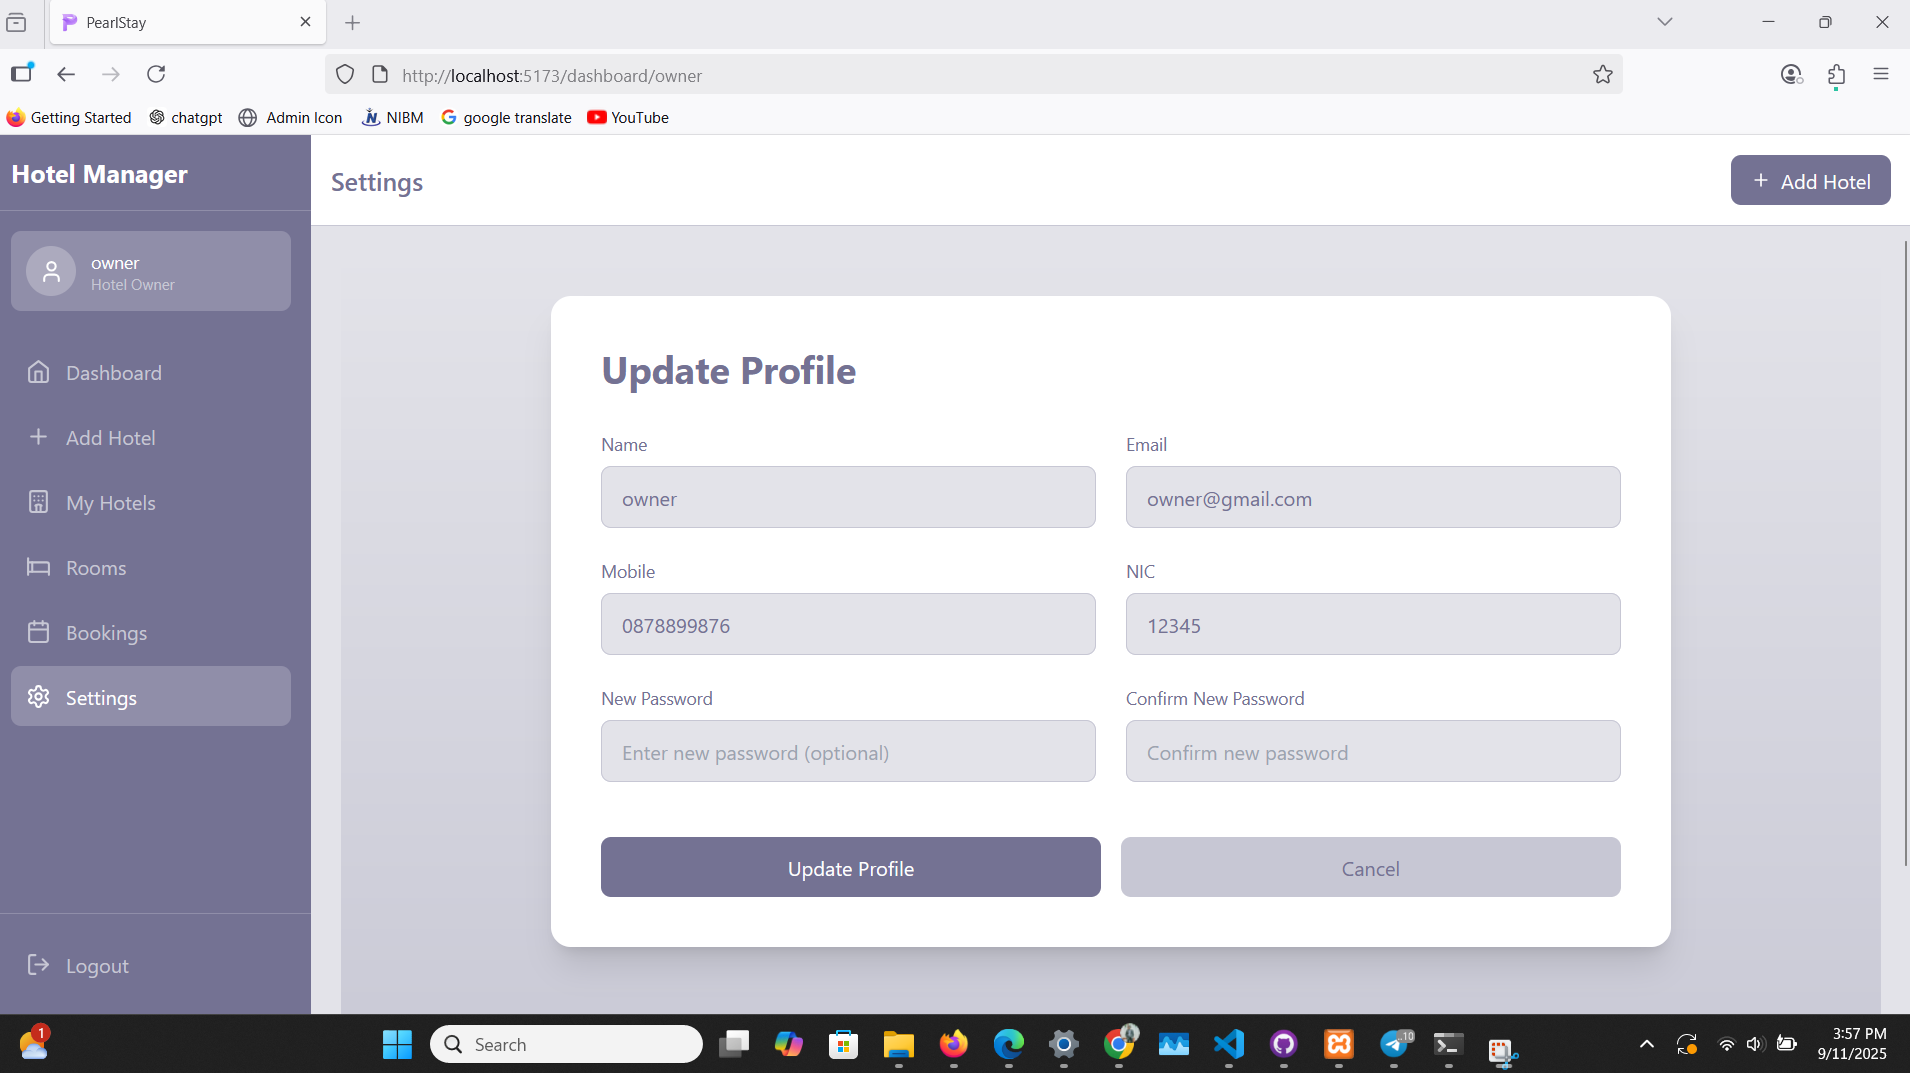 PearlStay
http://localhost:5173/dashboard/owner
Getting Started
chatgpt
Admin Icon
NIBM
google translate
YouTube
Hotel Manager
Settings
+ Add Hotel
owner
Hotel Owner
Dashboard
Add Hotel
My Hotels
Rooms
Bookings
Settings
Logout
Update Profile
Name
Email
owner
owner@gmail.com
Mobile
NIC
0878899876
12345
New Password
Confirm New Password
Enter new password (optional)
Confirm new password
Update Profile
Cancel
1
Search
10
3:57 PM
9/11/2025